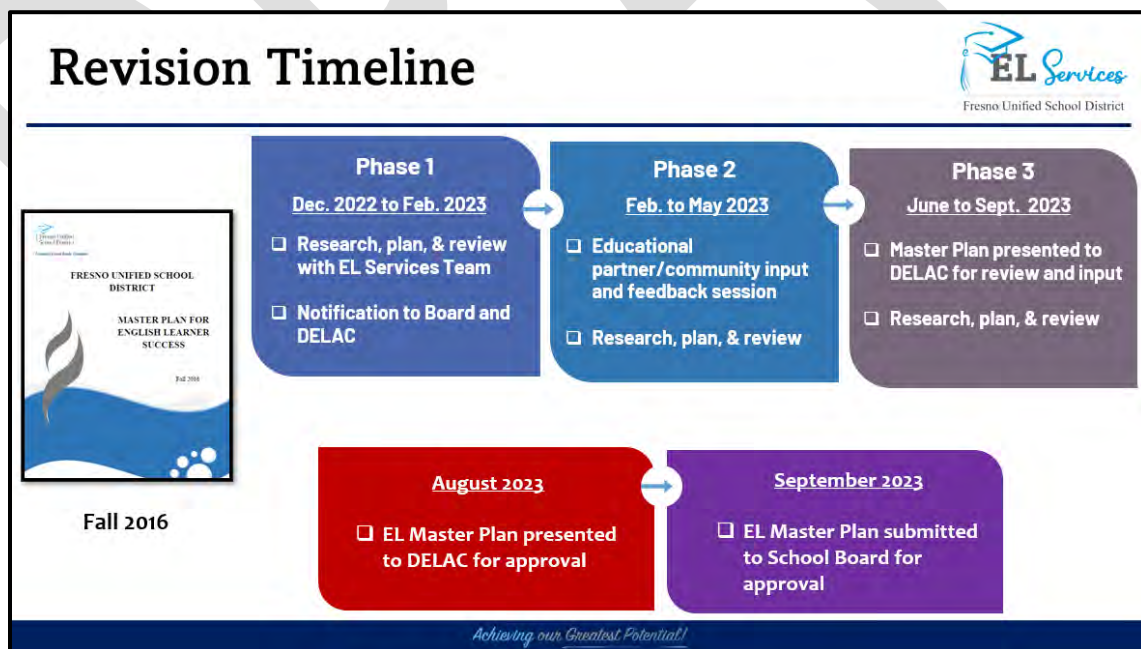 Revision Timeline
EL Services
Fresno Unified School District
Phase 1
Dec. 2022 to Feb. 2023
❑ Research, plan, & review
with EL Services Team
❑ Notification to Board and
DELAC
Phase 2
Feb. to May 2023
❑ Educational
partner/community input
and feedback session
❑ Research, plan, & review
Phase 3
June to Sept. 2023
❑ Master Plan presented to
DELAC for review and input
❑ Research, plan, & review
Fresno Unified
School District
FRESNO UNIFIED SCHOOL
DISTRICT
MASTER PLAN FOR
ENGLISH LEARNER
SUCCESS
Fall 2016
Fall 2016
August 2023
❑ EL Master Plan presented
to DELAC for approval
September 2023
❑ EL Master Plan submitted
to School Board for
approval
Achieving our Greatest Potential!